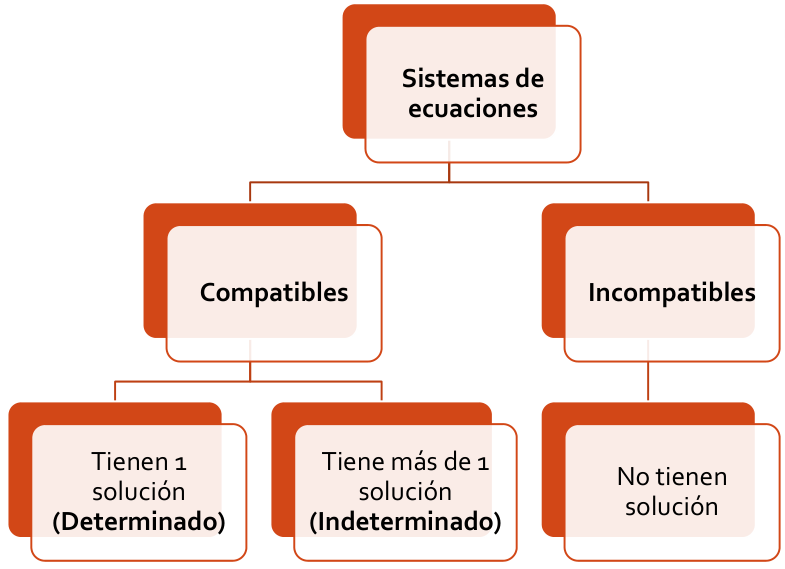 Sistemas de
ecuaciones
Compatibles
Incompatibles
Tienen 1
solución
(Determinado)
Tiene más de 1
solución
(Indeterminado)
No tienen
solución